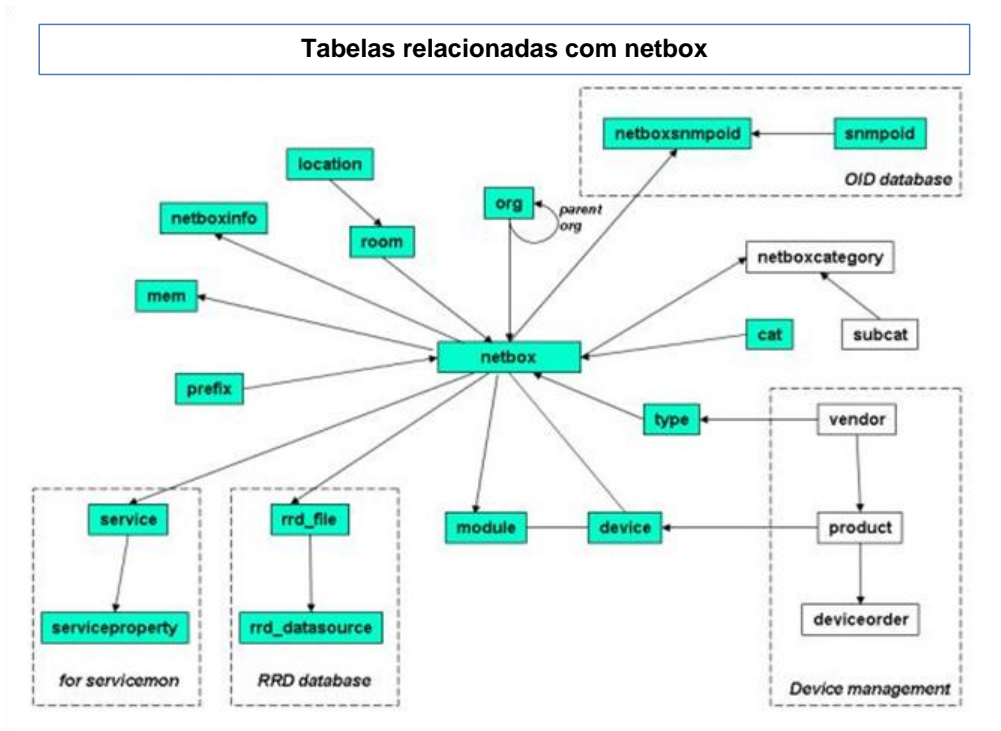 Tabelas relacionadas com netbox
netboxsnmpoid
snmpoid
OID database
location
org
parent
org
netboxinfo
room
netboxcategory
mem
cat
subcat
netbox
prefix
type
vendor
service
rrd_file
module
device
product
serviceproperty
rrd_datasource
deviceorder
for servicemon
RRD database
Device management